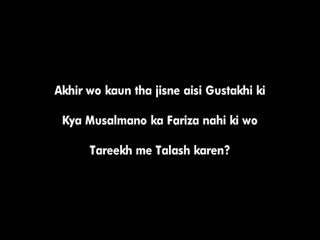 Akhir wo kaun tha jisne aisi Gustakhi ki
Kya Musalmano ka Fariza nahi ki wo
Tareekh me Talash karen?